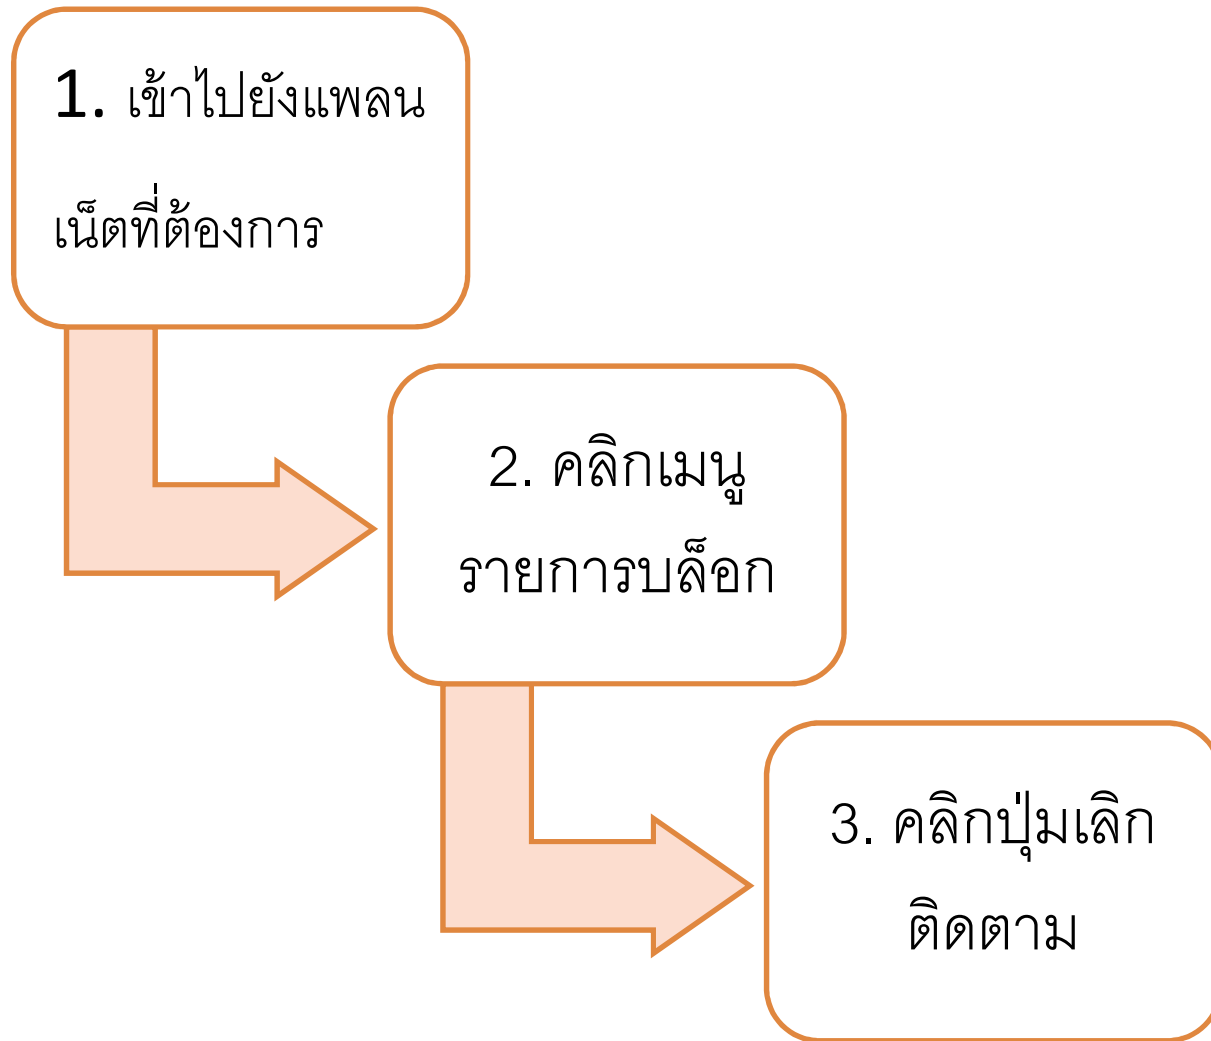 1. เข้าไปยังแพลน
เน็ตที่ต้องการ
2. คลิกเมนู
รายการบล็อก
3. คลิกปุ่มเลิก
ติดตาม